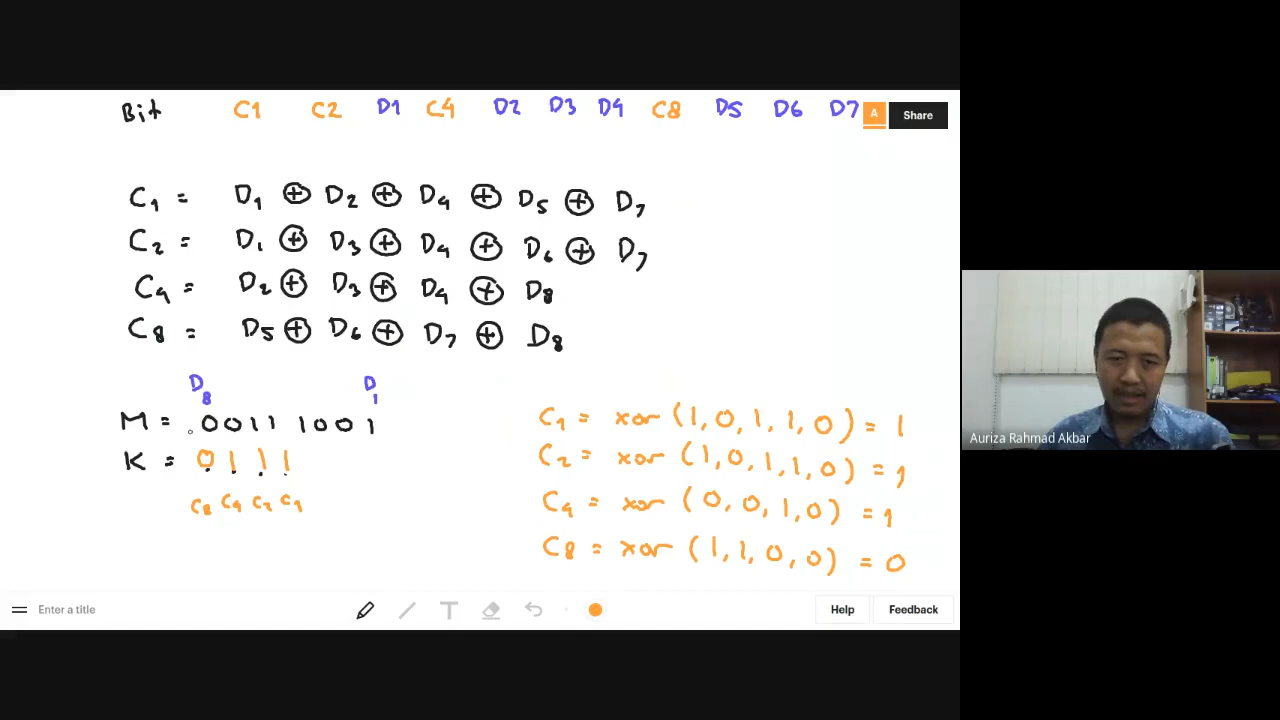 Bit C1 C2 D1 C4 D2 D3 D4 C8 D5 D6 D7
A Share
C₁ = D₁ ⊕ D₂ ⊕ D₄ ⊕ D₅ ⊕ D₇
C₂ = D₁ ⊕ D₃ ⊕ D₄ ⊕ D₆ ⊕ D₇
C₄ = D₂ ⊕ D₃ ⊕ D₄ ⊕ D₈
C₈ = D₅ ⊕ D₆ ⊕ D₇ ⊕ D₈
D₈ D₁
M = 0011 1001
K = 0111
C₈ C₄ C₂ C₁
C₁ = xor (1, 0, 1, 1, 0) = 1
C₂ = xor (1, 0, 1, 1, 0) = 1
C₄ = xor (0, 0, 1, 0) = 1
C8 = xor (1, 1, 0, 0) = 0
Auriza Rahmad Akbar
Enter a title
T
Help Feedback